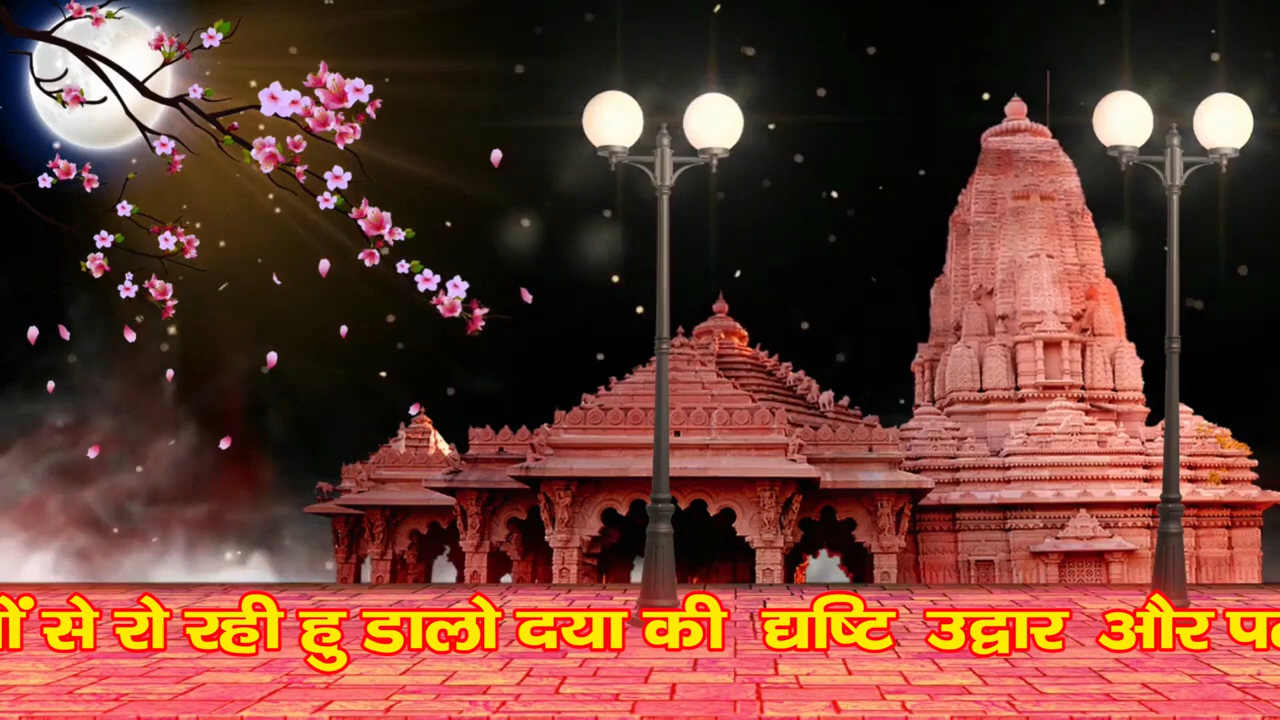 से रो रही हु डालो दया की द्यष्टि उद्वार और